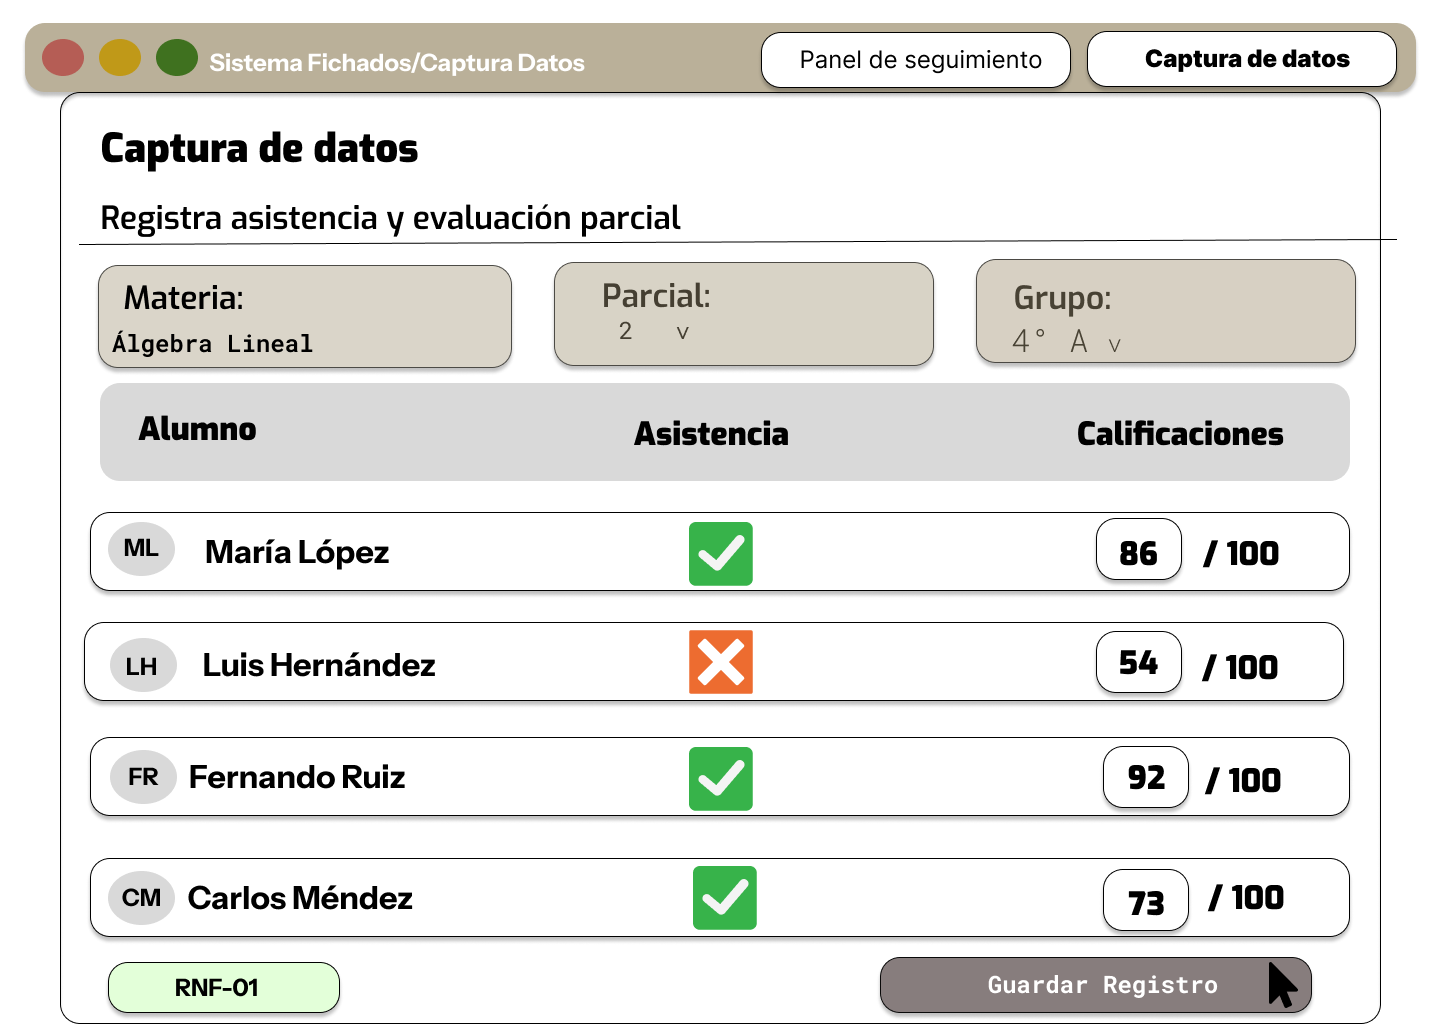 Sistema Fichados/Captura Datos
Panel de seguimiento
Captura de datos
Captura de datos
Registra asistencia y evaluación parcial
Materia:
Álgebra Lineal
Parcial:
2 v
Grupo:
4° A v
Alumno Asistencia Calificaciones
ML María López 86 / 100
LH Luis Hernández 54 / 100
FR Fernando Ruiz 92 / 100
CM Carlos Méndez 73 / 100
RNF-01
Guardar Registro